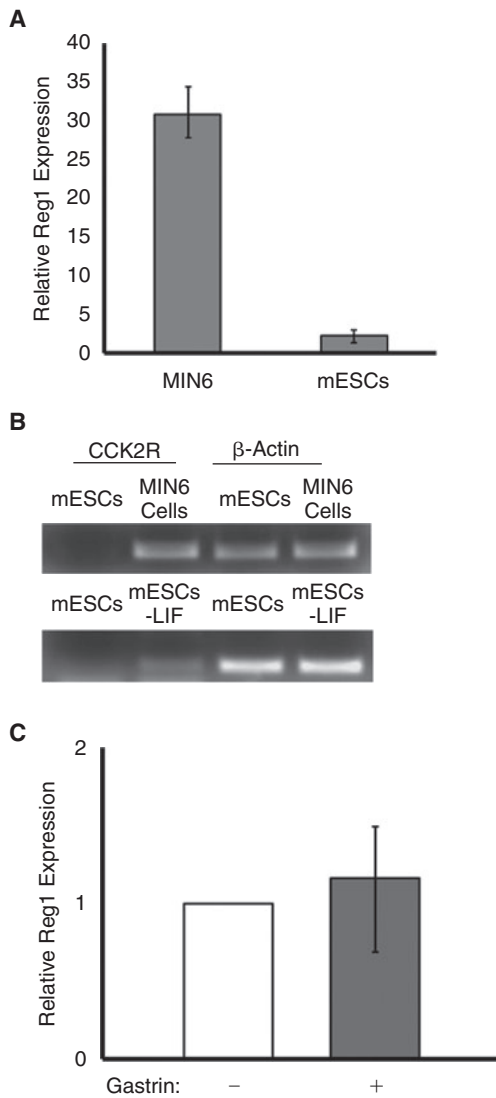 A
Relative Reg1 Expression
40
35
30
25
20
15
10
5
0
MIN6 mESCs
B
CCK2R β-Actin
mESCs MIN6 Cells mESCs MIN6 Cells
mESCs mESCs -LIF mESCs mESCs -LIF
C
Relative Reg1 Expression
2
1
0
Gastrin: − +